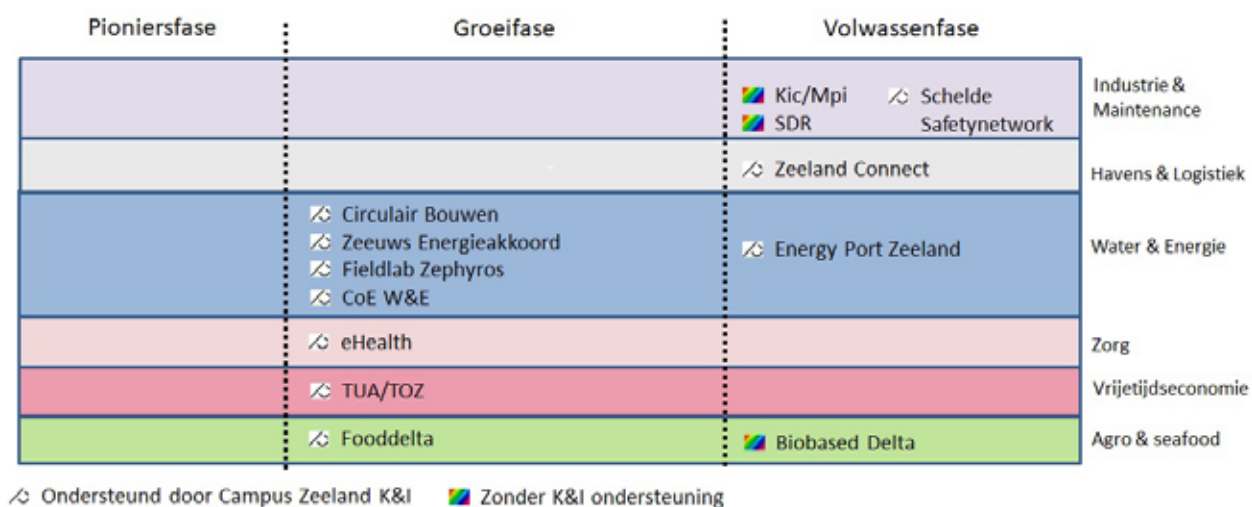 Pioniersfase Groeifase Volwassenfase
Kic/Mpi Schelde
SDR Safetynetwork
Industrie &
Maintenance
Zeeland Connect
Havens & Logistiek
Circulair Bouwen
Zeeuws Energieakkoord
Fieldlab Zephyros
CoE W&E
Energy Port Zeeland
Water & Energie
eHealth
Zorg
TUA/TOZ
Vrijetijdseconomie
Fooddelta
Biobased Delta
Agro & seafood
Ondersteund door Campus Zeeland K&I Zonder K&I ondersteuning